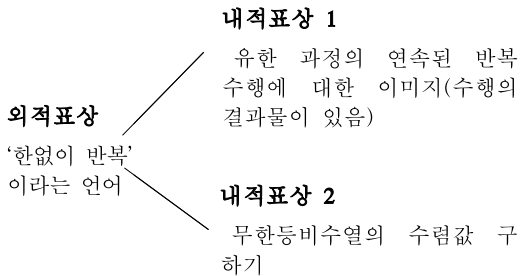 내적표상 1
유한 과정의 연속된 반복
수행에 대한 이미지(수행의
결과물이 있음)
외적표상
‘한없이 반복’
이라는 언어
내적표상 2
무한등비수열의 수렴값 구
하기